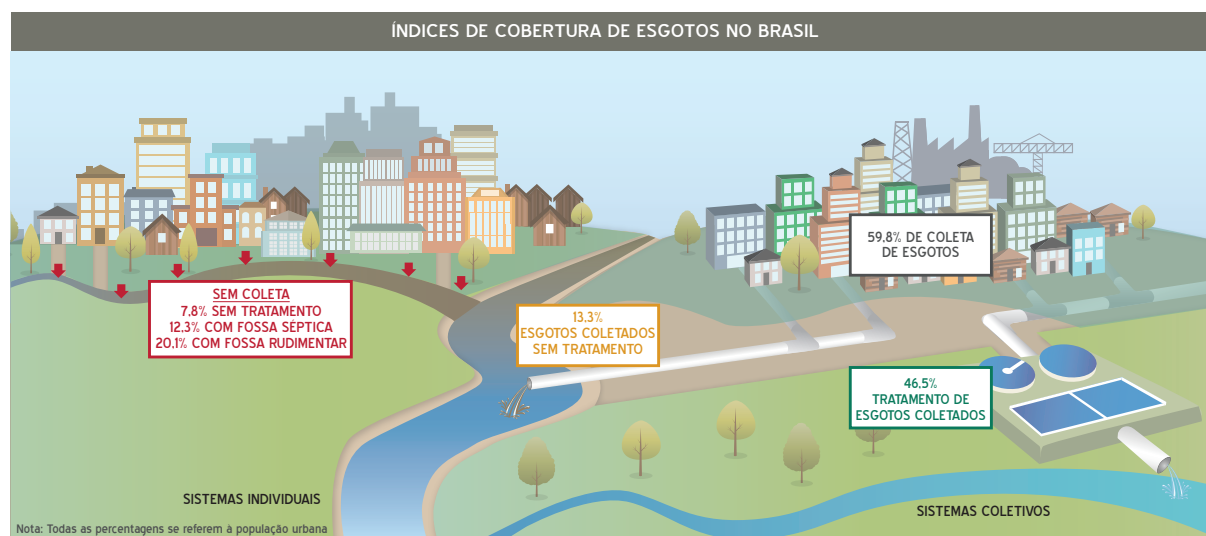 ÍNDICES DE COBERTURA DE ESGOTOS NO BRASIL
59,8% DE COLETA
DE ESGOTOS
SEM COLETA
7.8% SEM TRATAMENTO
12.3% COM FOSSA SÉPTICA
20.1% COM FOSSA RUDIMENTAR
13.3%
ESGOTOS COLETADOS
SEM TRATAMENTO
46.5%
TRATAMENTO DE
ESGOTOS COLETADOS
SISTEMAS INDIVIDUAIS
SISTEMAS COLETIVOS
Nota: Todas as percentagens se referem à população urbana